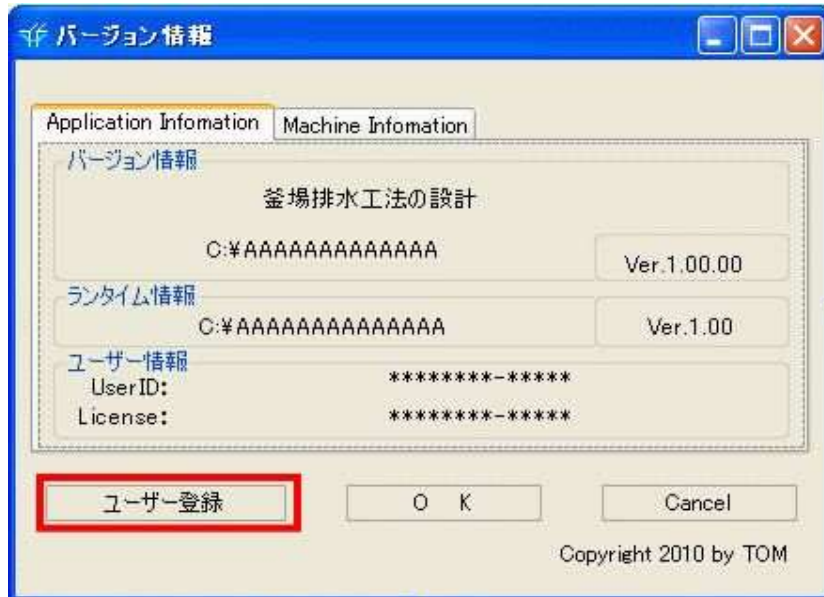 バージョン情報
Application Infomation
Machine Infomation
バージョン情報
釜場排水工法の設計
C:¥AAAAAAAAAAAAA
Ver.1.00.00
ランタイム情報
C:¥AAAAAAAAAAAAAA
Ver.1.00
ユーザー情報
UserID:
********-*****
License:
********-*****
ユーザー登録
O K
Cancel
Copyright 2010 by TOM